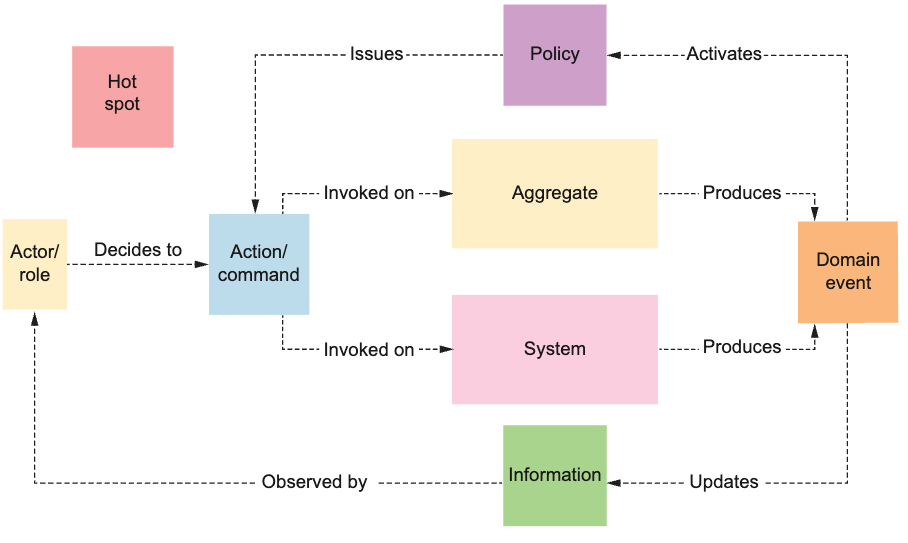 Issues
Policy
Activates
Hot
spot
Invoked on
Aggregate
Produces
Actor/
role
Decides to
Action/
command
Domain
event
Invoked on
System
Produces
Observed by
Information
Updates